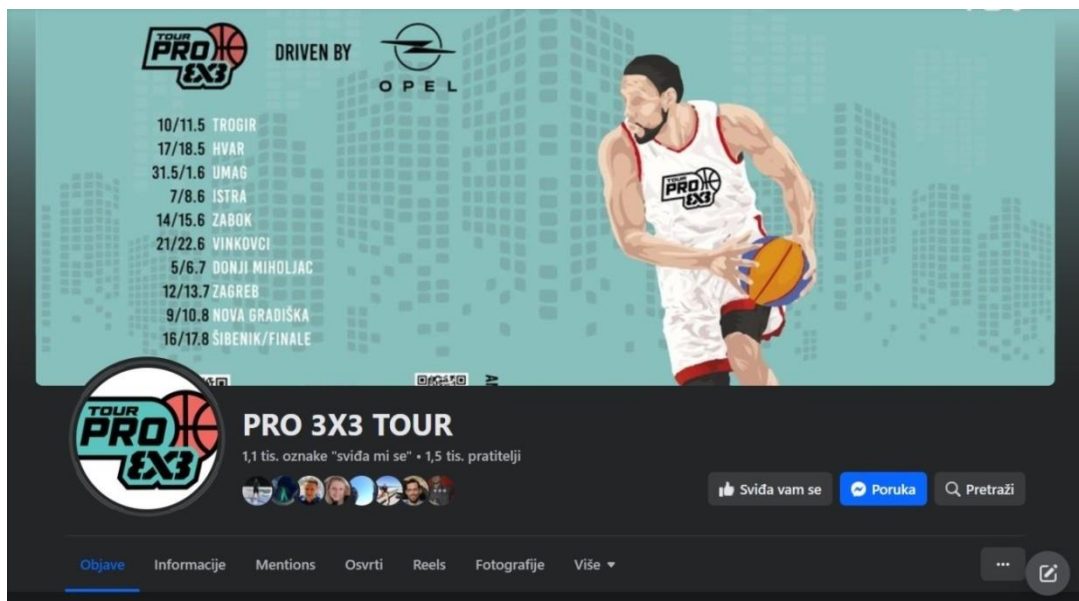 TOUR
PRO
3X3
DRIVEN BY
OPEL
10/11.5 TROGIR
17/18.5 HVAR
31.5/1.6 UMAG
7/8.6 ISTRA
14/15.6 ZABOK
21/22.6 VINKOVCI
5/6.7 DONJI MIHOLJAC
12/13.7 ZAGREB
9/10.8 NOVA GRADIŠKA
16/17.8 ŠIBENIK/FINALE
TOUR
PRO
3X3
TOUR
PRO
3X3
PRO 3X3 TOUR
1,1 tis. oznake "sviđa mi se" • 1,5 tis. pratitelji
Sviđa vam se
Poruka
Pretraži
Objave Informacije Mentions Osvrti Reels Fotografije Više